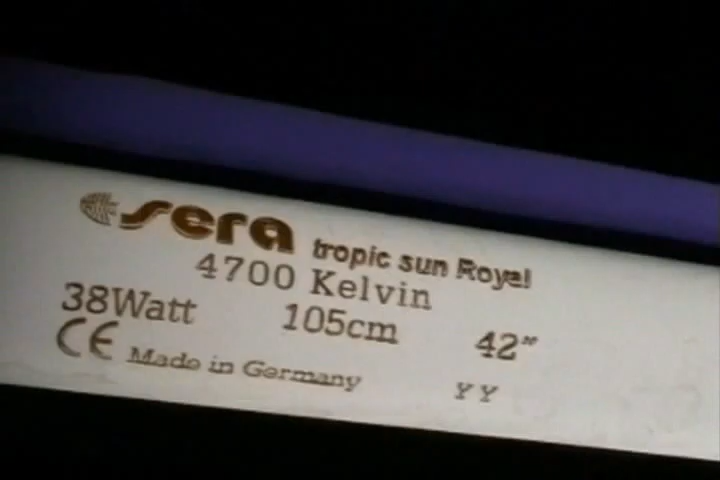 sera tropic sun Royal
4700 Kelvin
38Watt 105cm 42"
CE Made in Germany YY